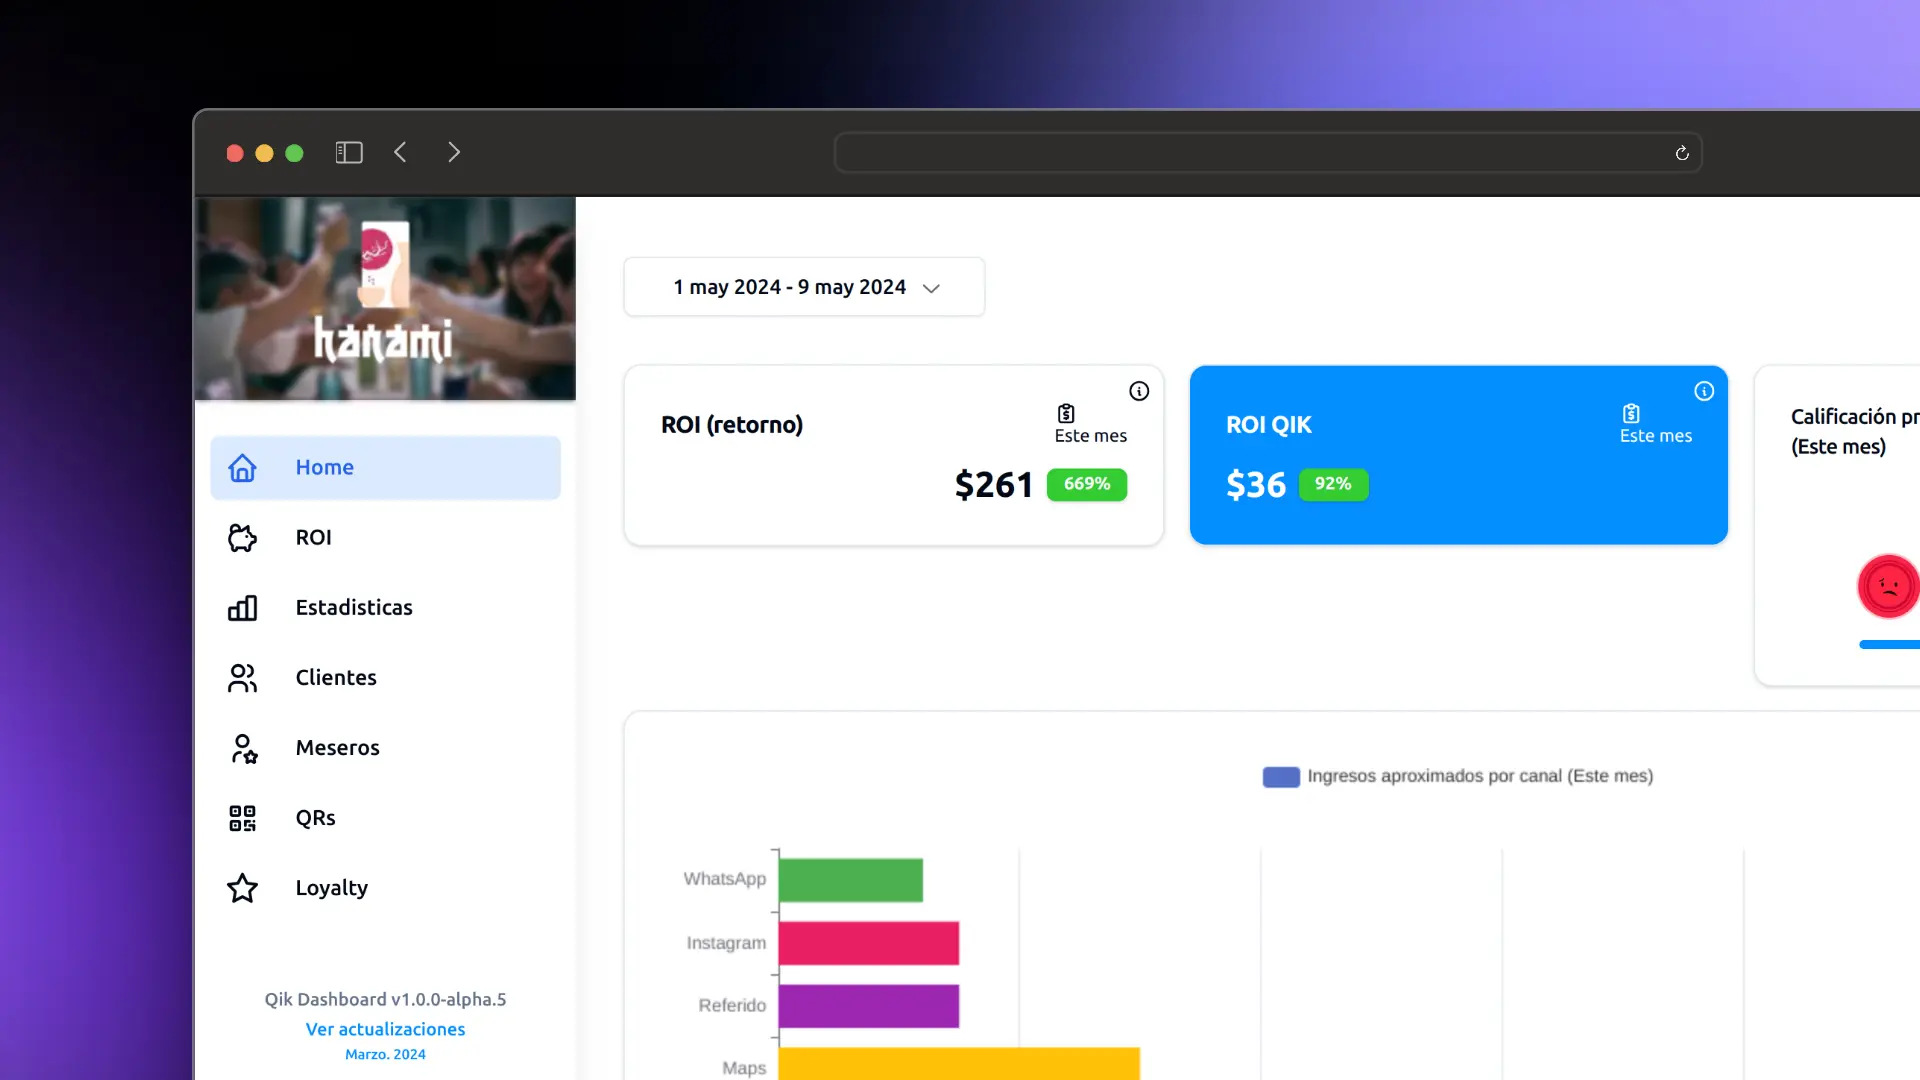 hanami
Home
ROI
Estadisticas
Clientes
Meseros
QRs
Loyalty
Qik Dashboard v1.0.0-alpha.5
Ver actualizaciones
Marzo. 2024
1 may 2024 - 9 may 2024
ROI (retorno)
Este mes
$261 669%
ROI QIK
Este mes
$36 92%
Calificación pr
(Este mes)
Ingresos aproximados por canal (Este mes)
WhatsApp
Instagram
Referido
Maps